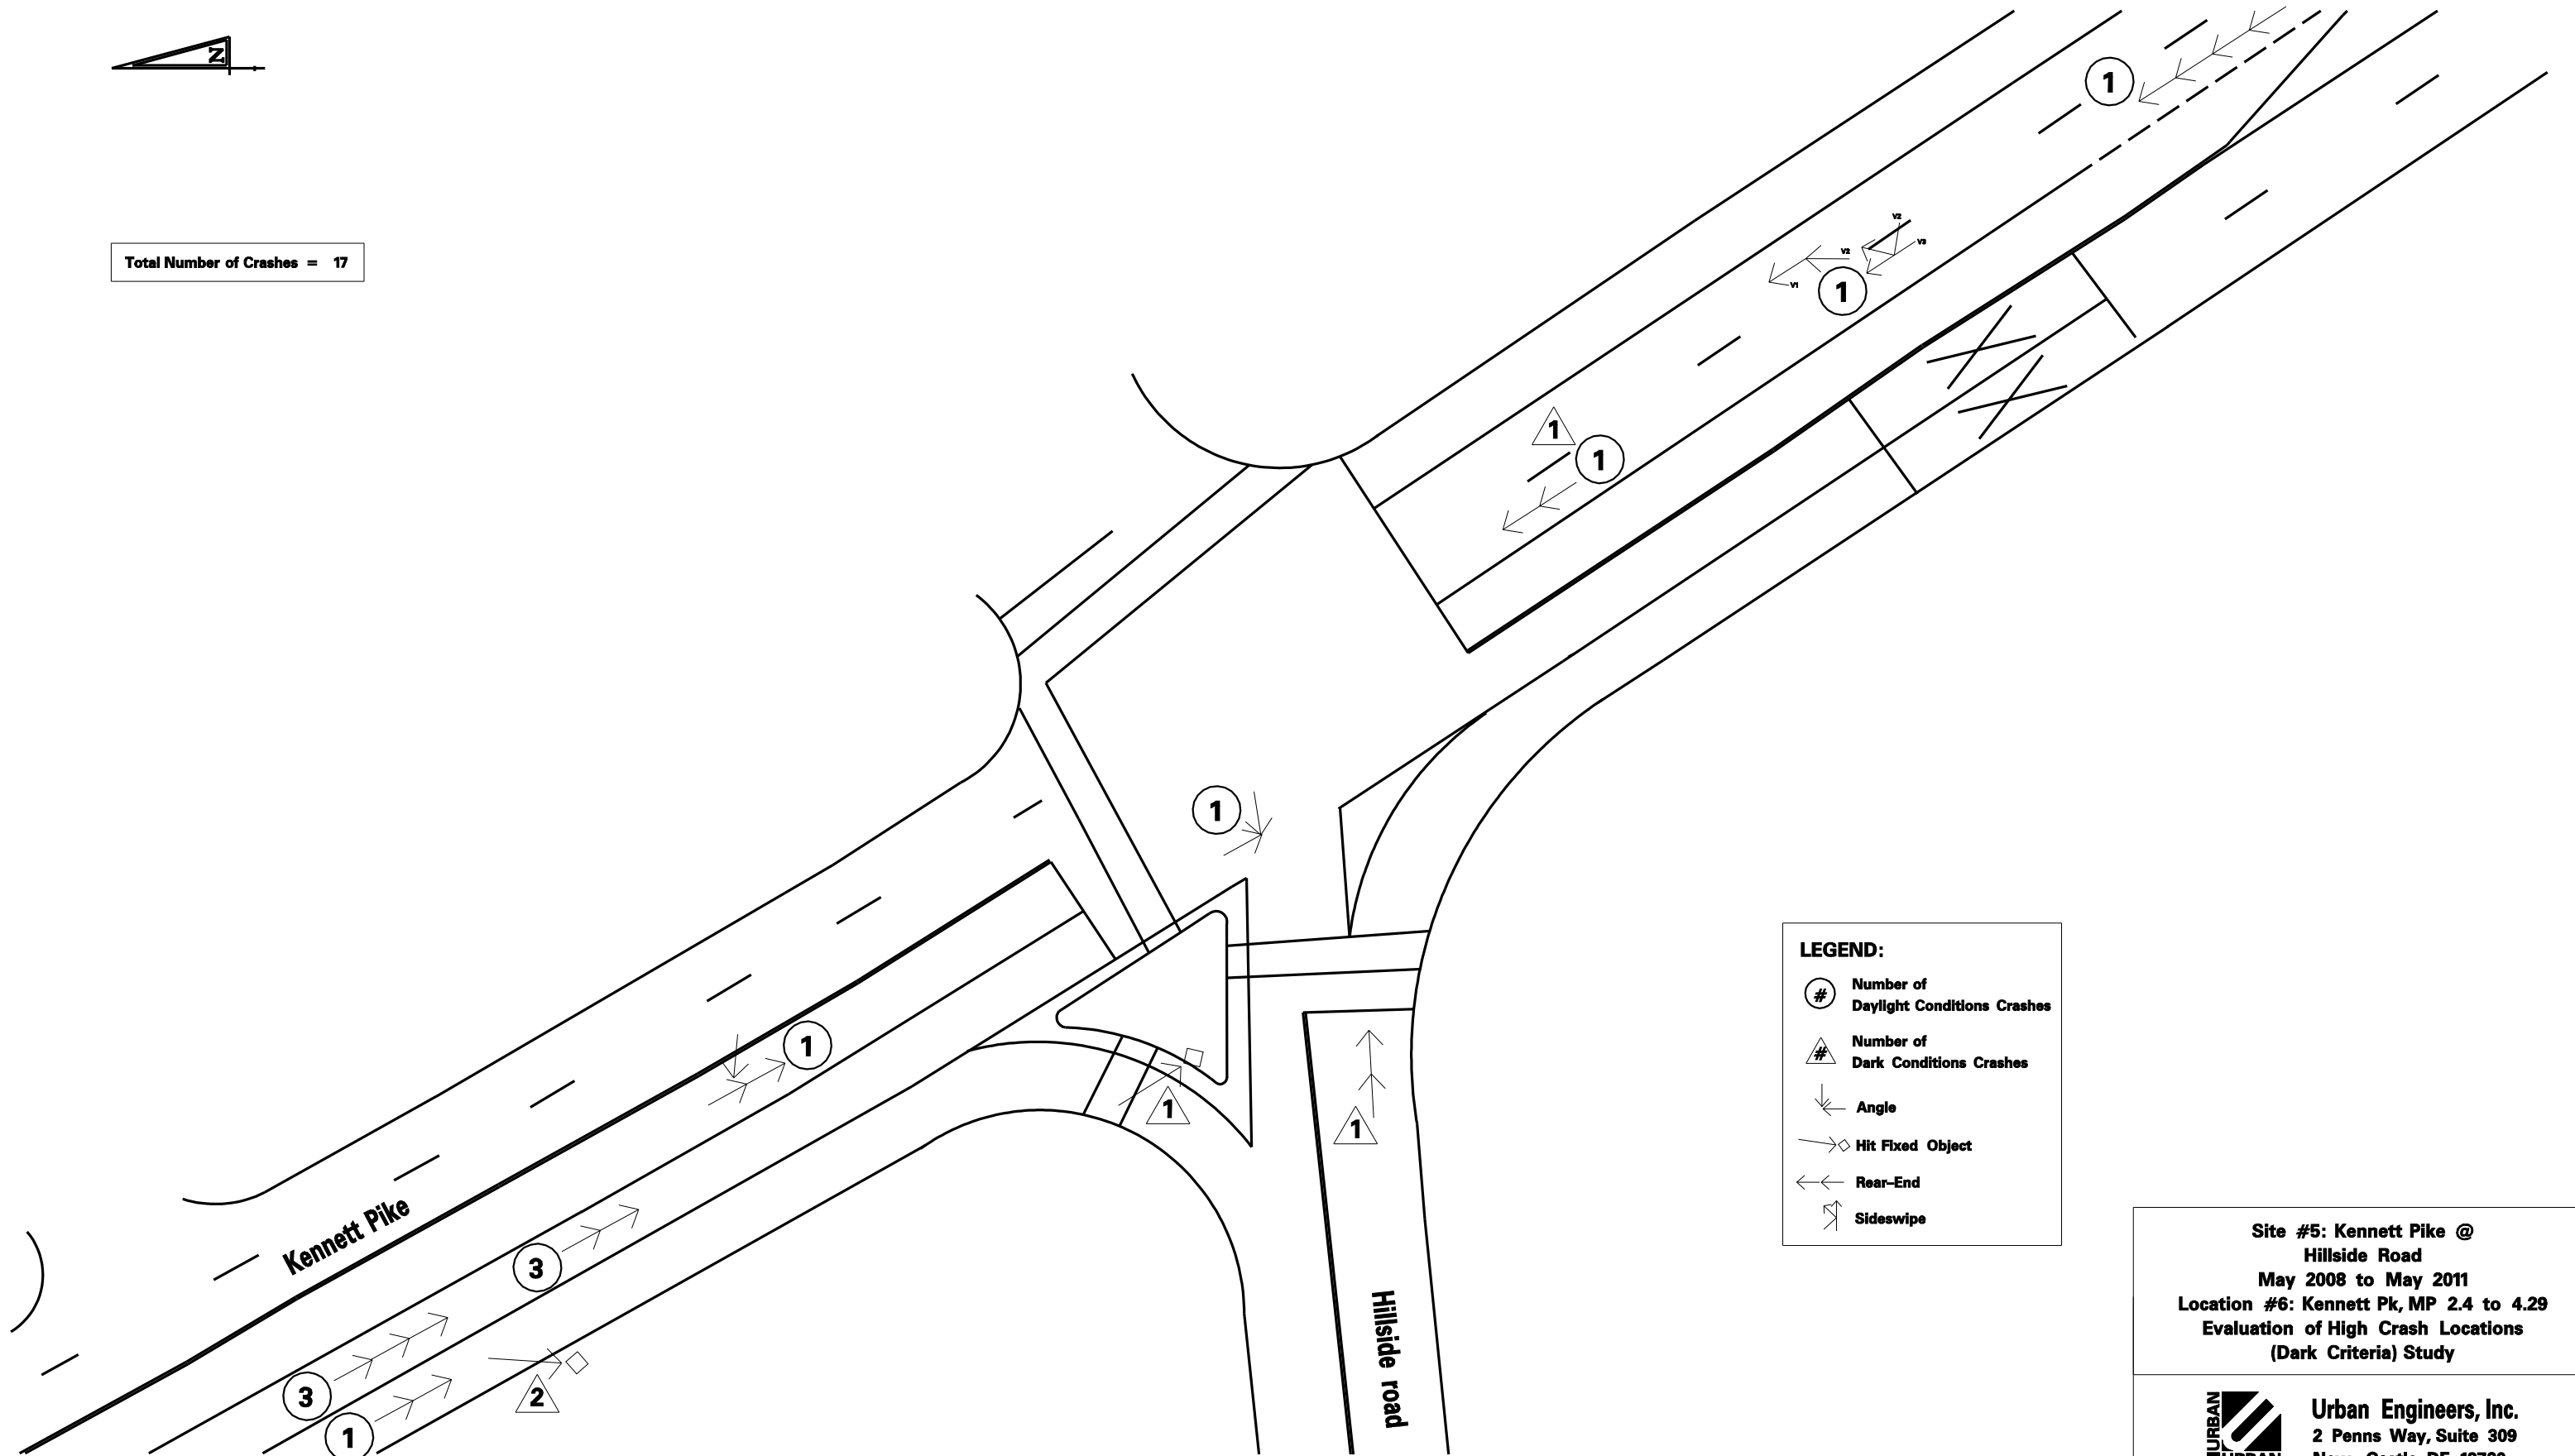 N
Total Number of Crashes = 17
1
V2
V3
V2
V1
1
1
1
1
1
1
1
Kennett Pike
3
3
2
1
Hillside road
LEGEND:
# Number of
Daylight Conditions Crashes
# Number of
Dark Conditions Crashes
Angle
Hit Fixed Object
Rear-End
Sideswipe
Site #5: Kennett Pike @
Hillside Road
May 2008 to May 2011
Location #6: Kennett Pk, MP 2.4 to 4.29
Evaluation of High Crash Locations
(Dark Criteria) Study
URBAN
Urban Engineers, Inc.
2 Penns Way, Suite 309